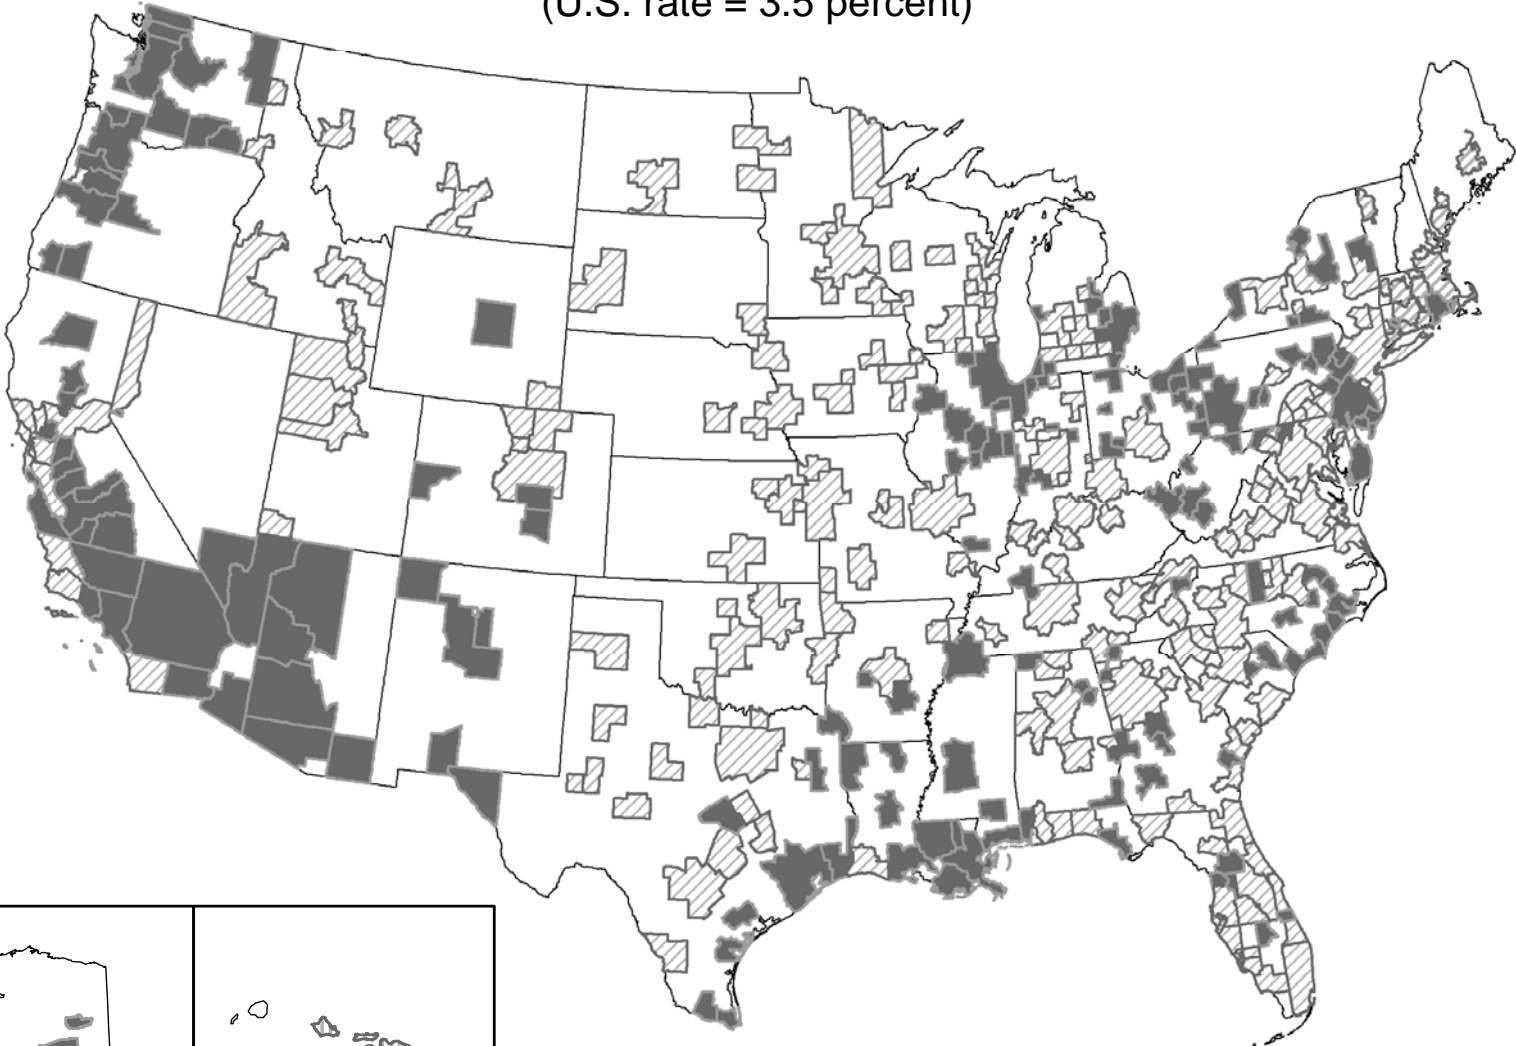 (U.S. rate = 3.5 percent)